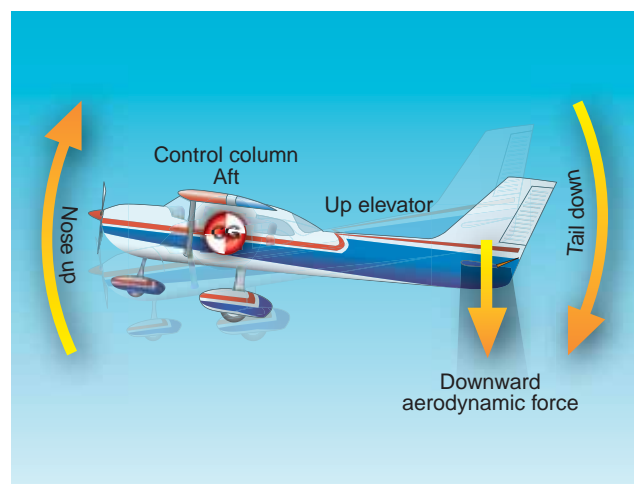 Control column
Aft
Up elevator
Nose up
CG
Tail down
Downward
aerodynamic force